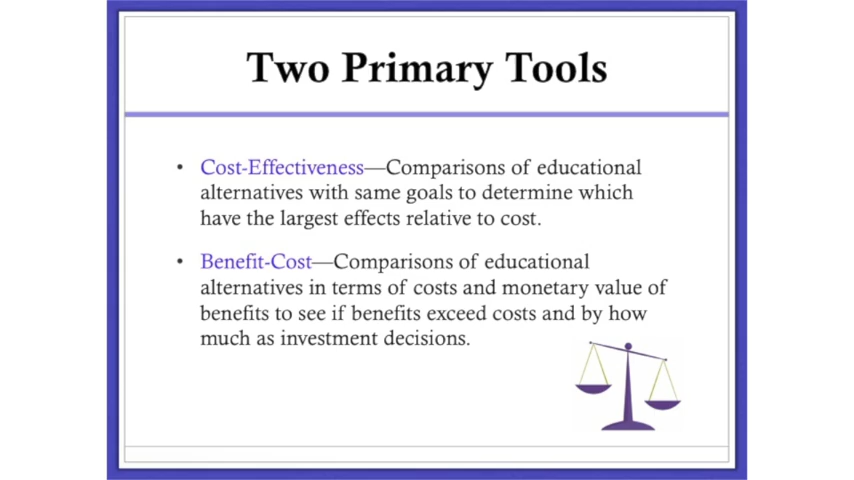 Two Primary Tools
• Cost-Effectiveness—Comparisons of educational
alternatives with same goals to determine which
have the largest effects relative to cost.
• Benefit-Cost—Comparisons of educational
alternatives in terms of costs and monetary value of
benefits to see if benefits exceed costs and by how
much as investment decisions.